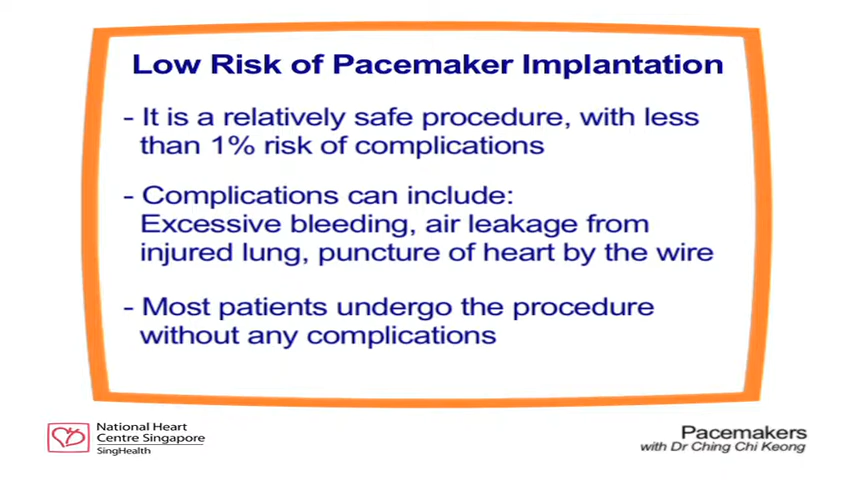 Low Risk of Pacemaker Implantation
- It is a relatively safe procedure, with less
than 1% risk of complications
- Complications can include:
Excessive bleeding, air leakage from
injured lung, puncture of heart by the wire
- Most patients undergo the procedure
without any complications
National Heart
Centre Singapore
SingHealth
Pacemakers
with Dr Ching Chi Keong